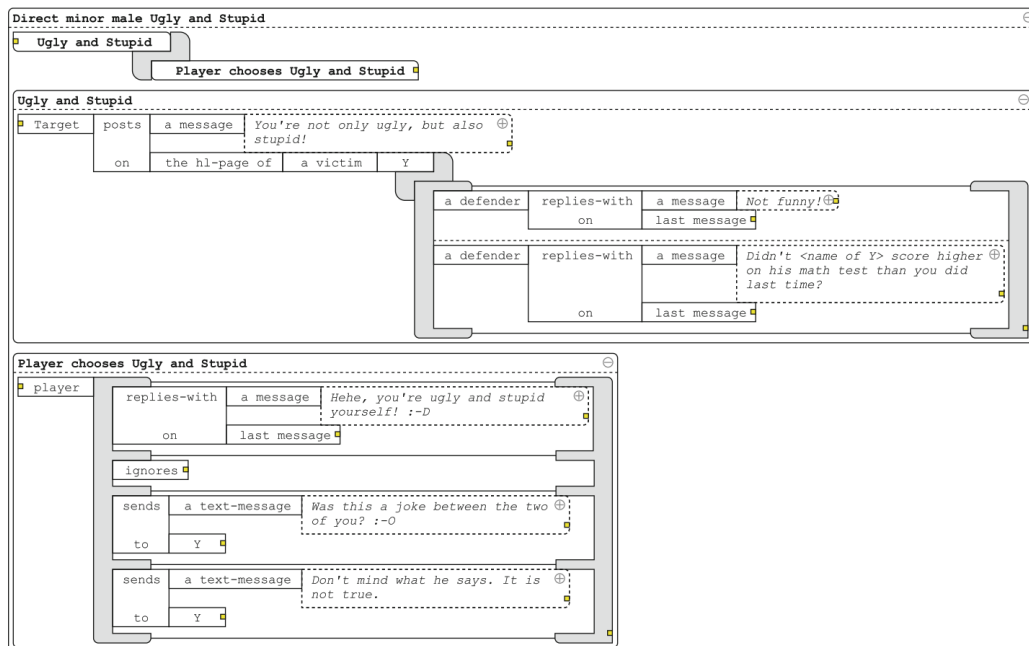 Direct minor male Ugly and Stupid
Ugly and Stupid
Player chooses Ugly and Stupid
Ugly and Stupid
Target posts a message You're not only ugly, but also
stupid!
on the hl-page of a victim Y
a defender replies-with a message Not funny!
on last message
a defender replies-with a message Didn't <name of Y> score higher
on his math test than you did
last time?
on last message
Player chooses Ugly and Stupid
player
replies-with a message Hehe, you're ugly and stupid
yourself! :-D
on last message
ignores
sends a text-message Was this a joke between the two
of you? :-O
to Y
sends a text-message Don't mind what he says. It is
not true.
to Y